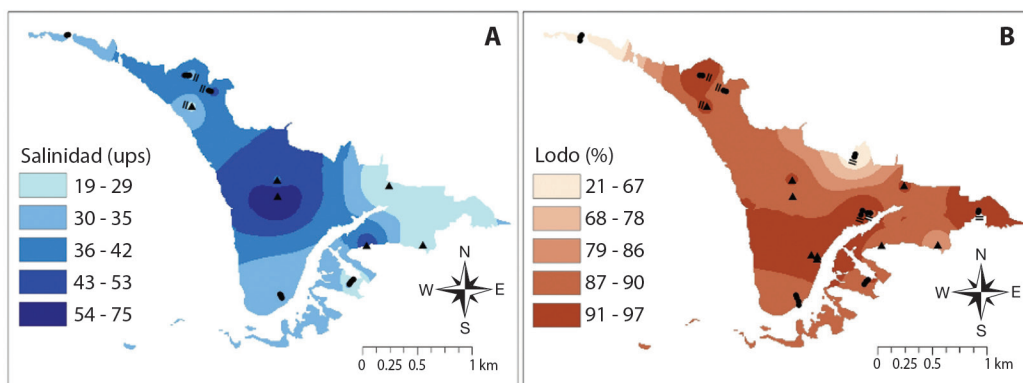 A
Salinidad (ups)
19 - 29
30 - 35
36 - 42
43 - 53
54 - 75
N
W E
S
0 0.25 0.5 1 km
B
Lodo (%)
21 - 67
68 - 78
79 - 86
87 - 90
91 - 97
N
W E
S
0 0.25 0.5 1 km